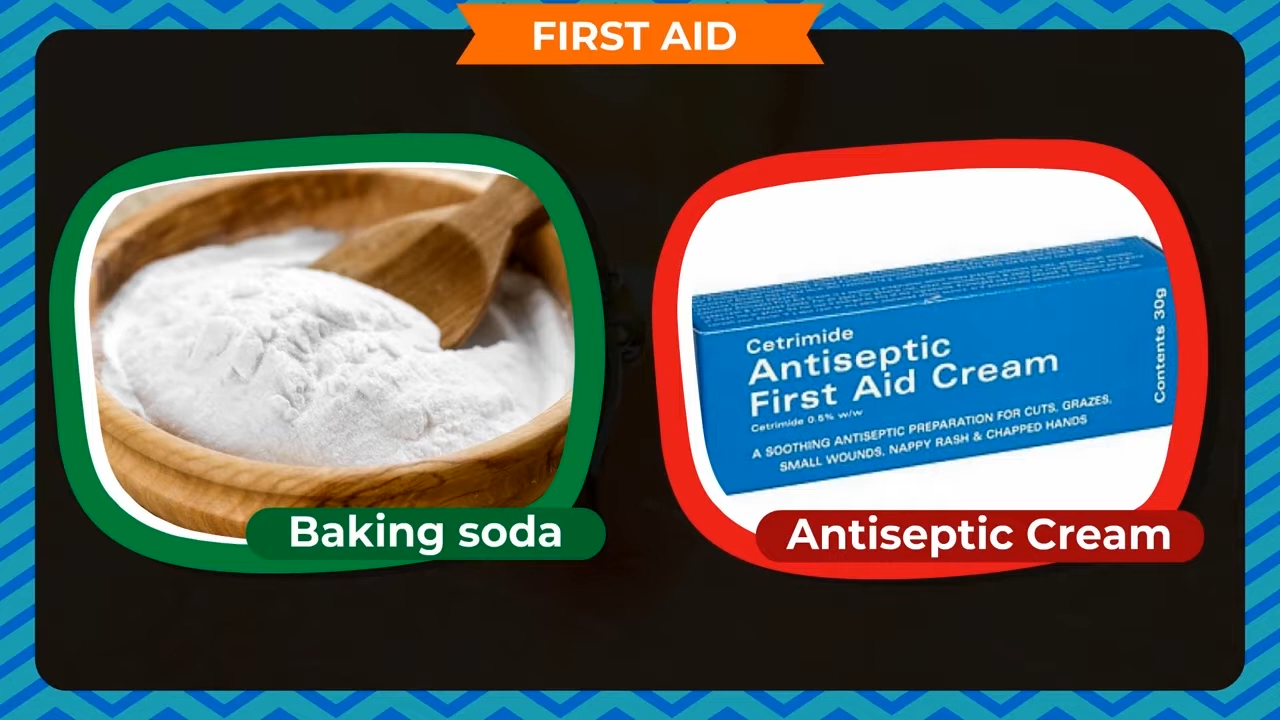 FIRST AID
Baking soda
Cetrimide
Antiseptic
First Aid Cream
Cetrimide 0.5% w/w
A SOOTHING ANTISEPTIC PREPARATION FOR CUTS, GRAZES,
SMALL WOUNDS, NAPPY RASH & CHAPPED HANDS
Contents 30g
Antiseptic Cream